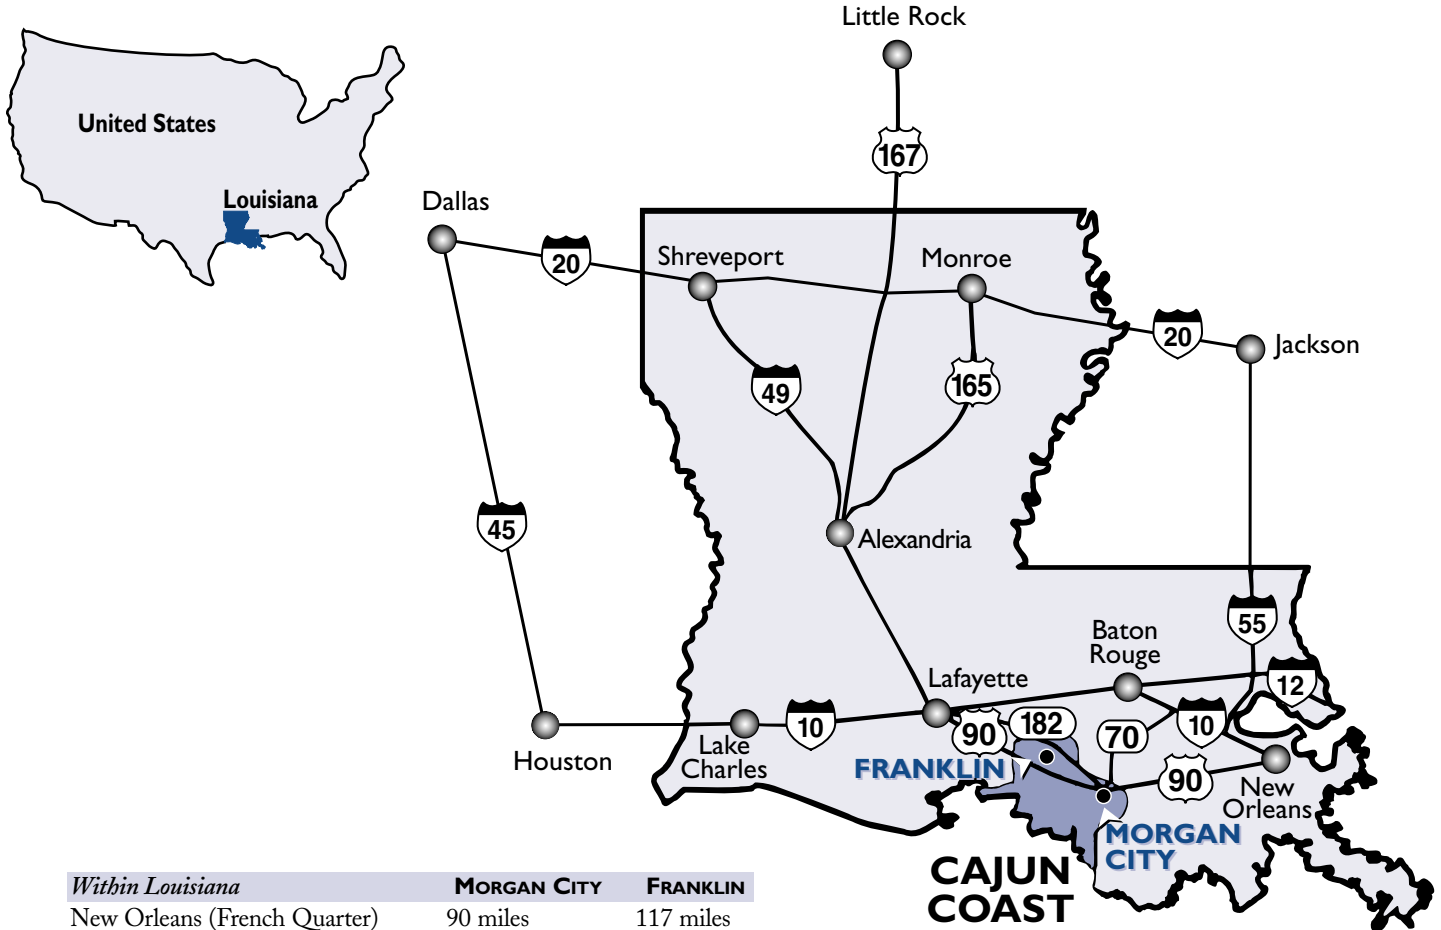 Little Rock
167
United States
Louisiana
Dallas
20
Shreveport
Monroe
20
Jackson
49
165
45
Alexandria
55
Baton
Rouge
Lafayette
12
10
90
182
70
10
Houston
Lake
Charles
FRANKLIN
90
New
Orleans
MORGAN
CITY
CAJUN
COAST
Within Louisiana MORGAN CITY FRANKLIN
New Orleans (French Quarter) 90 miles 117 miles